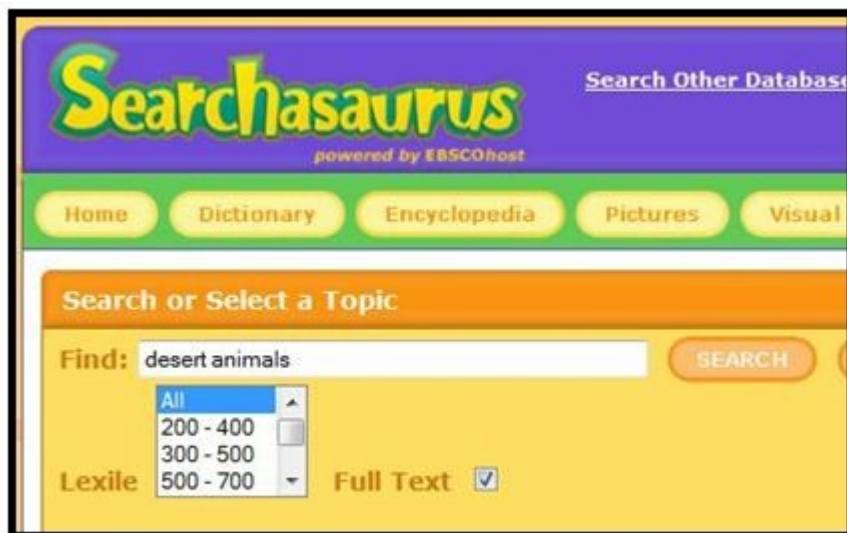 Searchasaurus
powered by EBSCOhost
Search Other Database
Home Dictionary Encyclopedia Pictures Visual
Search or Select a Topic
Find: desert animals SEARCH
All
200 - 400
300 - 500
Lexile 500 - 700 Full Text